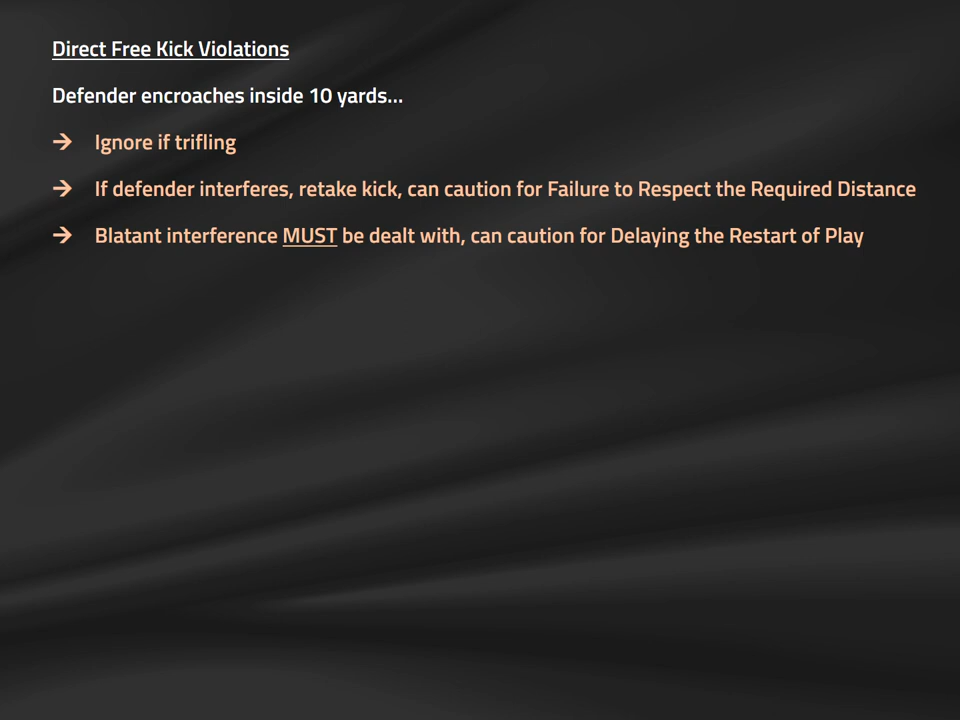 Direct Free Kick Violations
Defender encroaches inside 10 yards...
→ Ignore if trifling
→ If defender interferes, retake kick, can caution for Failure to Respect the Required Distance
→ Blatant interference MUST be dealt with, can caution for Delaying the Restart of Play